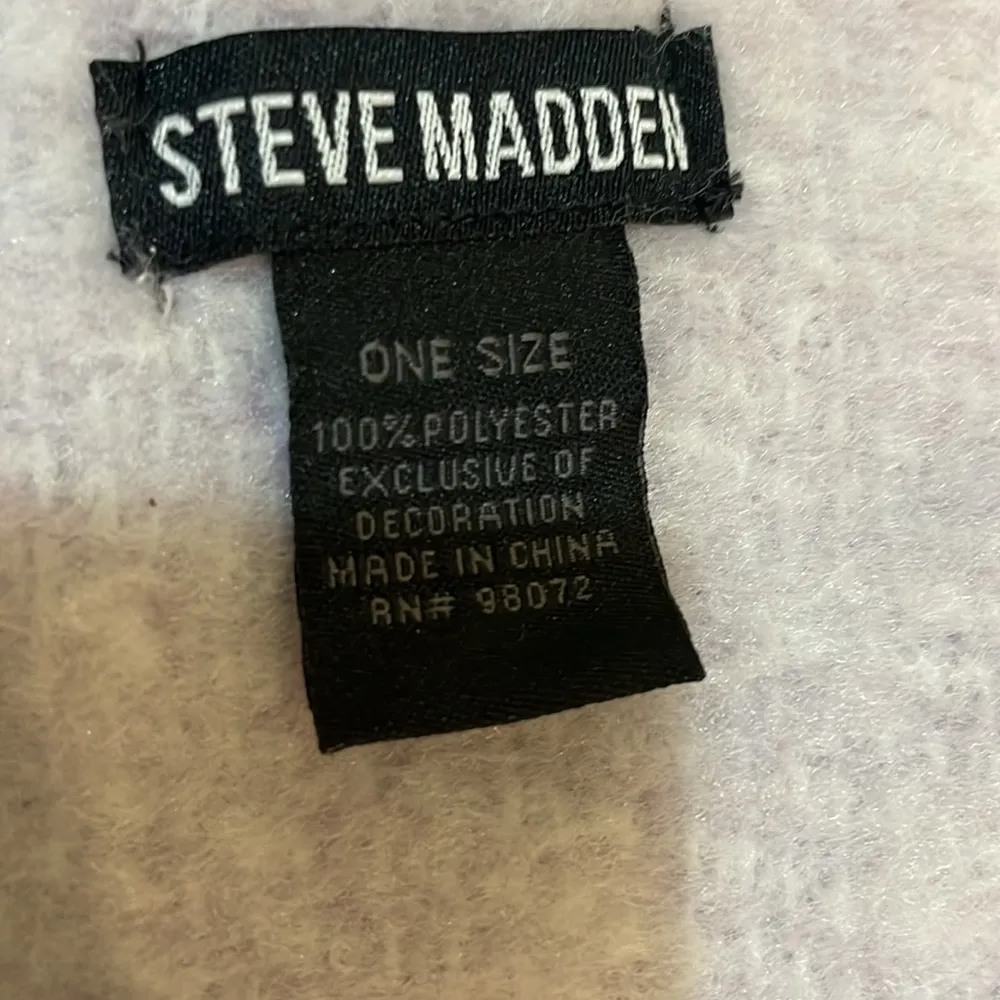 STEVE MADDEN
ONE SIZE
100% POLYESTER
EXCLUSIVE OF
DECORATION
MADE IN CHINA
RN# 98072